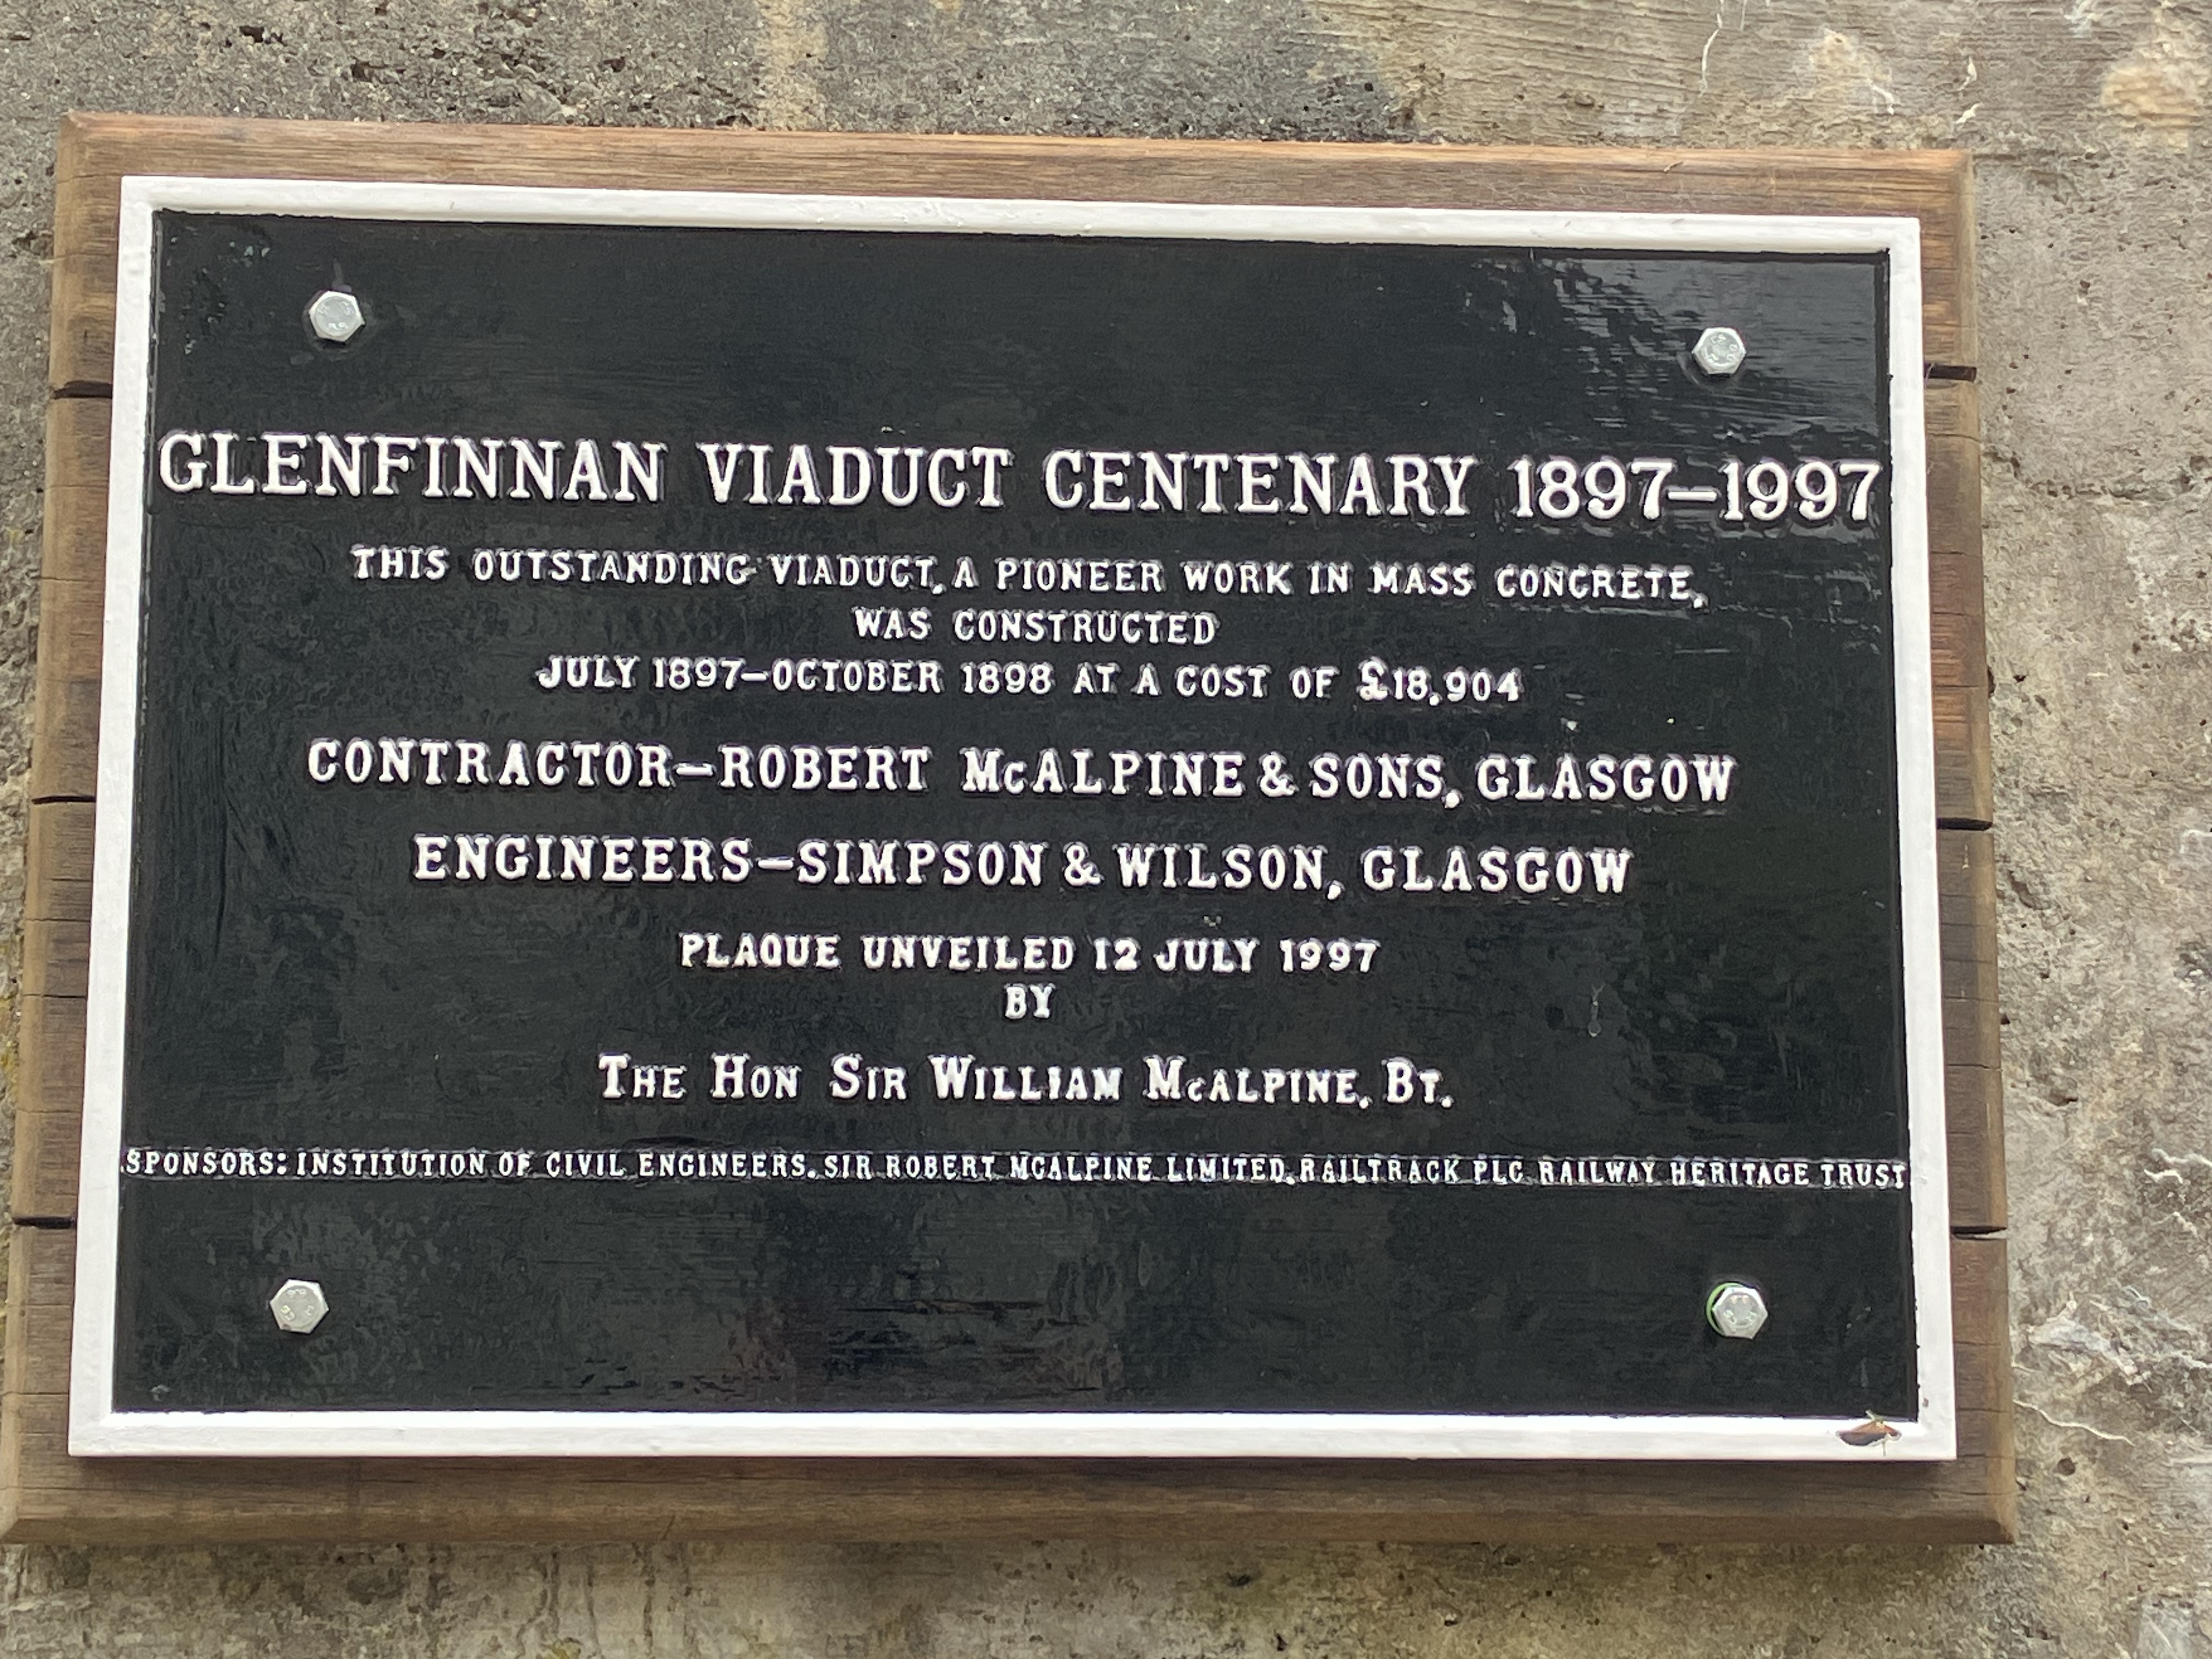 GLENFINNAN VIADUCT CENTENARY 1897–1997
THIS OUTSTANDING VIADUCT, A PIONEER WORK IN MASS CONCRETE,
WAS CONSTRUCTED
JULY 1897–OCTOBER 1898 AT A COST OF £18,904
CONTRACTOR–ROBERT McALPINE & SONS, GLASGOW
ENGINEERS–SIMPSON & WILSON, GLASGOW
PLAQUE UNVEILED 12 JULY 1997
BY
THE HON SIR WILLIAM McALPINE, BT.
SPONSORS: INSTITUTION OF CIVIL ENGINEERS. SIR ROBERT MCALPINE LIMITED. RAILTRACK PLC RAILWAY HERITAGE TRUST